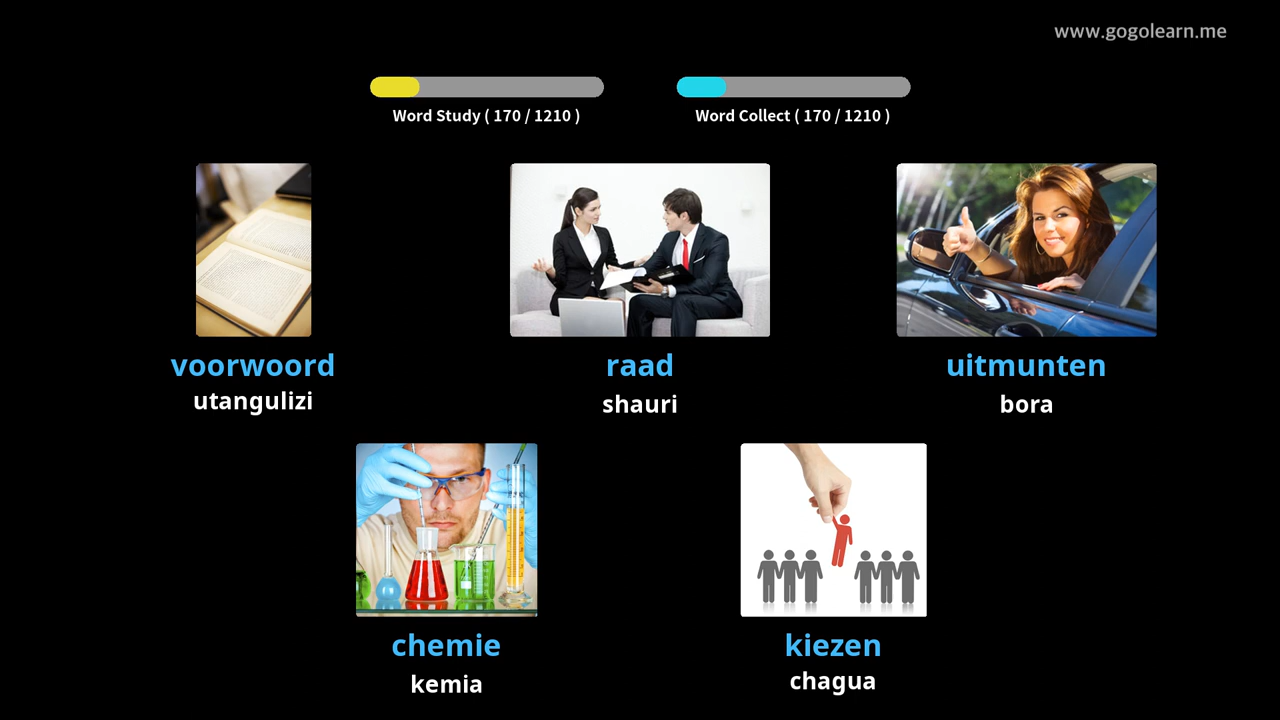 www.gogolearn.me
Word Study ( 170 / 1210 )
Word Collect ( 170 / 1210 )
voorwoord
utangulizi
raad
shauri
uitmunten
bora
chemie
kemia
kiezen
chagua